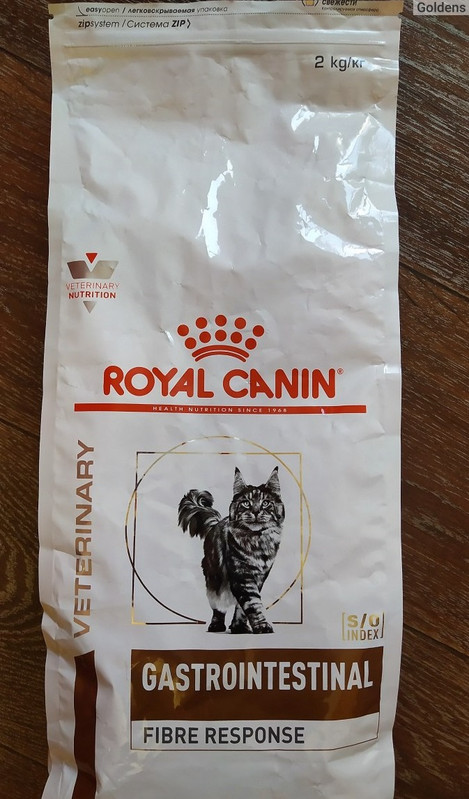 Goldens
easyopen / легковскрываемая упаковка
zipsystem / Система ZIP
свежести
2 kg/кг
VETERINARY
NUTRITION
ROYAL CANIN®
HEALTH NUTRITION SINCE 1968
VETERINARY
S/O
INDEX
GASTROINTESTINAL
FIBRE RESPONSE